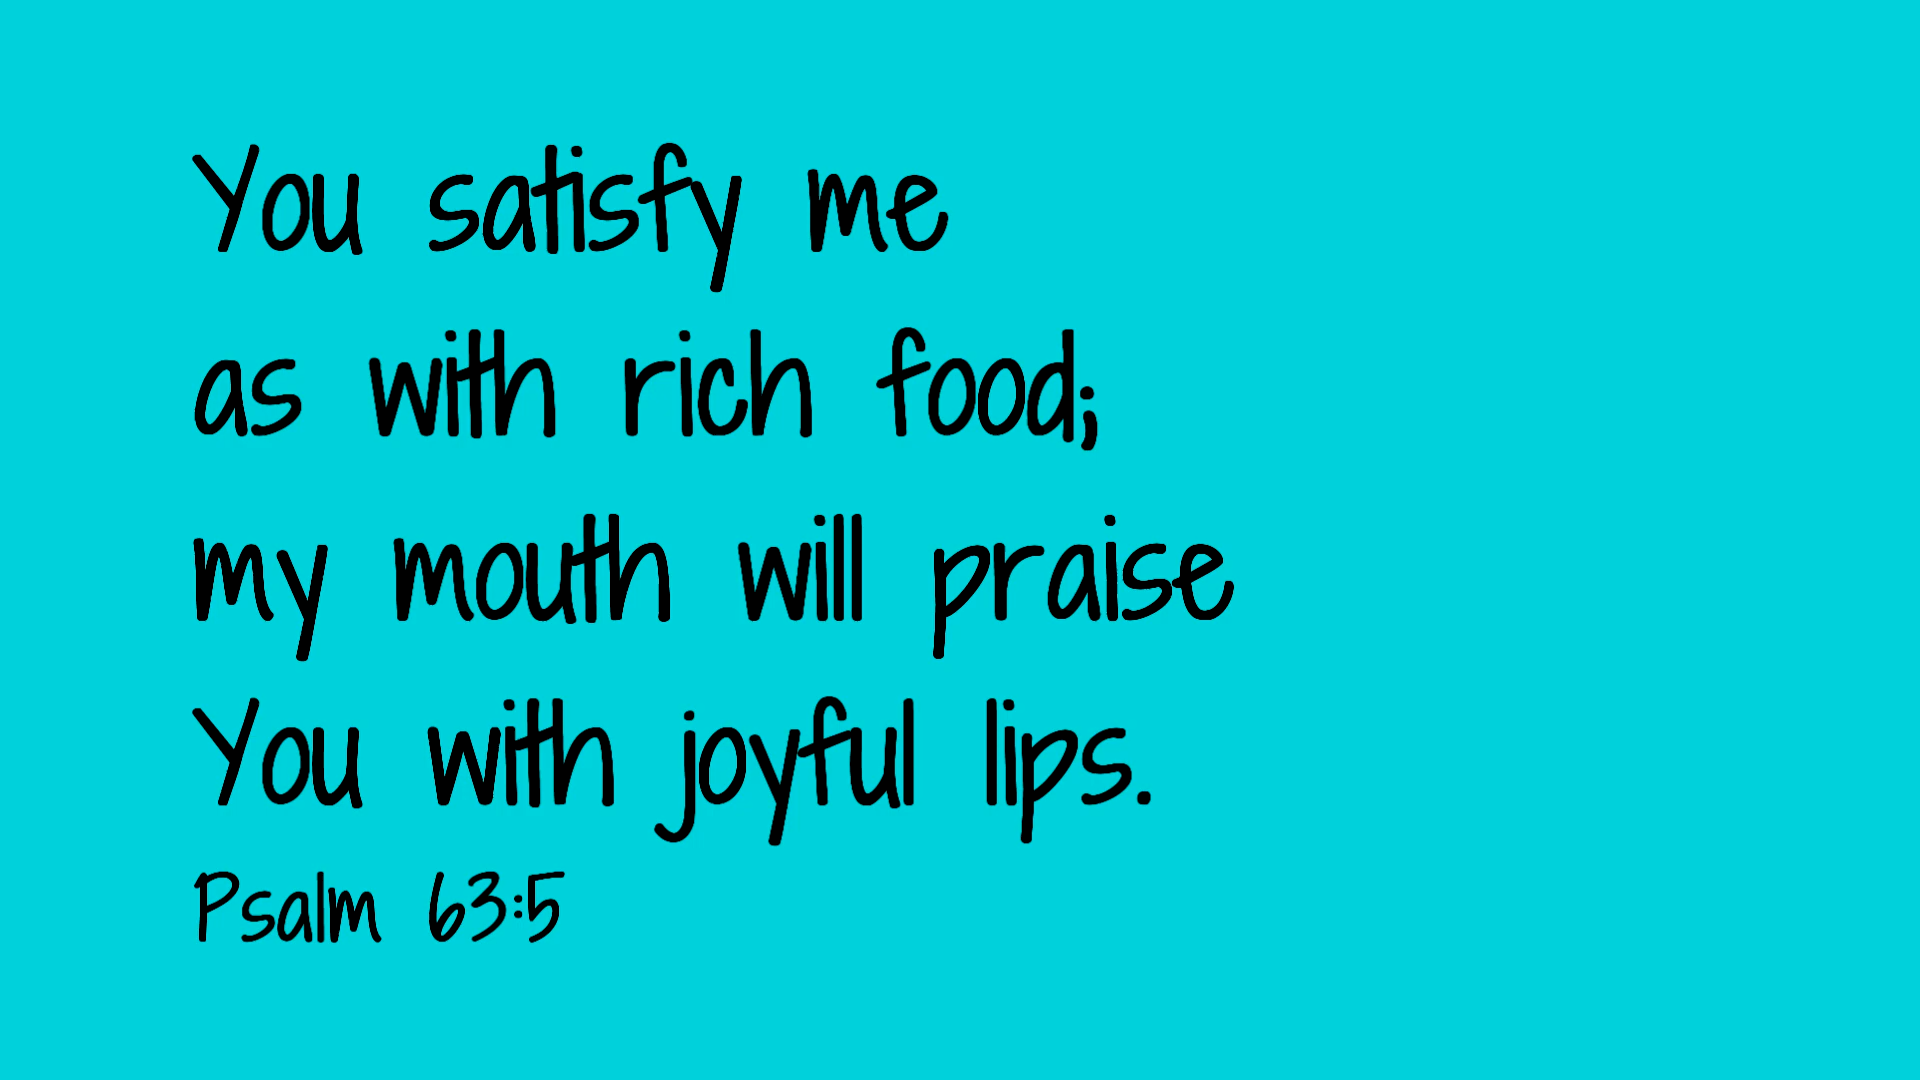 You satisfy me
as with rich food;
my mouth will praise
You with joyful lips.
Psalm 63:5